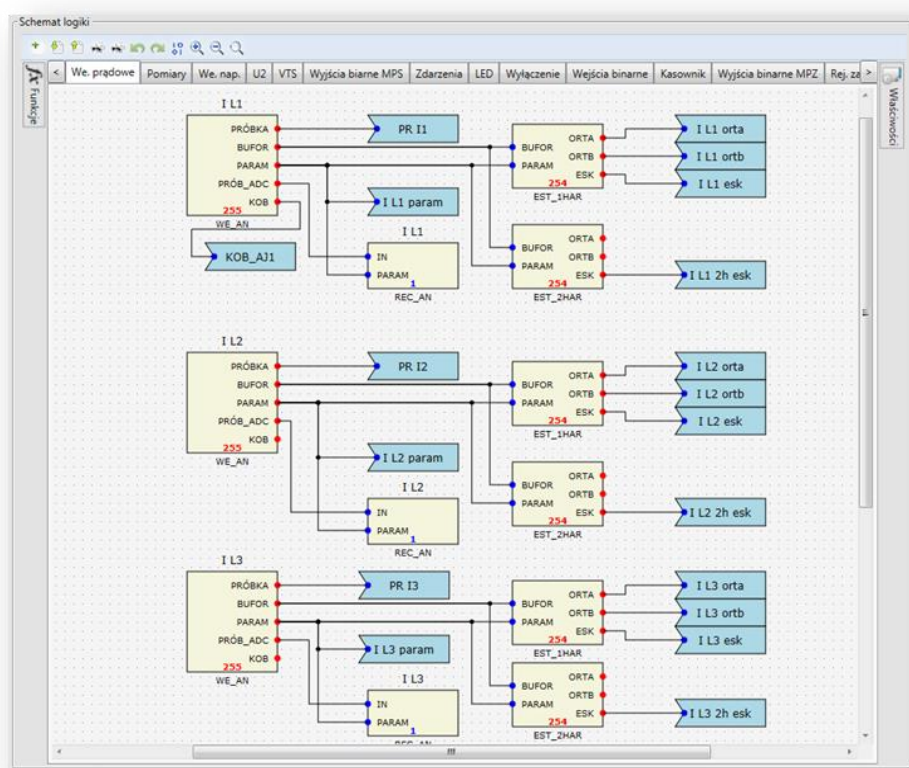 Schemat logiki
fx Funkcje
We. prądowe Pomiary We. nap. U2 VTS Wyjścia biarne MPS Zdarzenia LED Wyłączenie Wejścia binarne Kasownik Wyjścia binarne MPZ Rej. za
Właściwości
I L1
PRÓBKA
BUFOR
PARAM
PRÓB_ADC
KOB
255
WE_AN
PR I1
I L1 param
KOB_AJ1
I L1
IN
PARAM
1
REC_AN
BUFOR
PARAM
ORTA
ORTB
ESK
254
EST_1HAR
I L1 orta
I L1 ortb
I L1 esk
BUFOR
PARAM
ORTA
ORTB
ESK
254
EST_2HAR
I L1 2h esk
I L2
PRÓBKA
BUFOR
PARAM
PRÓB_ADC
KOB
255
WE_AN
PR I2
I L2 param
I L2
IN
PARAM
1
REC_AN
BUFOR
PARAM
ORTA
ORTB
ESK
254
EST_1HAR
I L2 orta
I L2 ortb
I L2 esk
BUFOR
PARAM
ORTA
ORTB
ESK
254
EST_2HAR
I L2 2h esk
I L3
PRÓBKA
BUFOR
PARAM
PRÓB_ADC
KOB
255
WE_AN
PR I3
I L3 param
I L3
IN
PARAM
1
REC_AN
BUFOR
PARAM
ORTA
ORTB
ESK
254
EST_1HAR
I L3 orta
I L3 ortb
I L3 esk
BUFOR
PARAM
ORTA
ORTB
ESK
254
EST_2HAR
I L3 2h esk